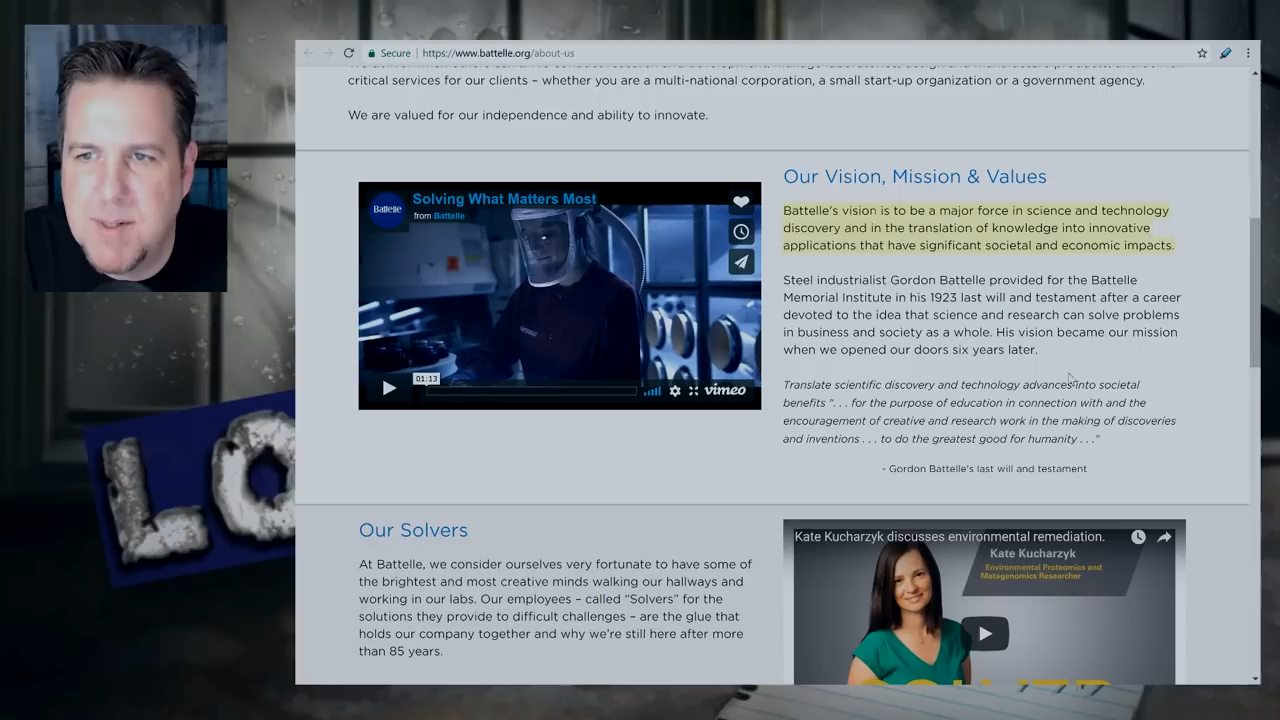 Secure https://www.battelle.org/about-us
critical services for our clients – whether you are a multi-national corporation, a small start-up organization or a government agency.
We are valued for our independence and ability to innovate.
Solving What Matters Most
from Battelle
Battelle
01:13
vimeo
Our Vision, Mission & Values
Battelle's vision is to be a major force in science and technology
discovery and in the translation of knowledge into innovative
applications that have significant societal and economic impacts.
Steel industrialist Gordon Battelle provided for the Battelle
Memorial Institute in his 1923 last will and testament after a career
devoted to the idea that science and research can solve problems
in business and society as a whole. His vision became our mission
when we opened our doors six years later.
Translate scientific discovery and technology advances into societal
benefits “. . . for the purpose of education in connection with and the
encouragement of creative and research work in the making of discoveries
and inventions . . . to do the greatest good for humanity . . .”
- Gordon Battelle's last will and testament
LO
Our Solvers
At Battelle, we consider ourselves very fortunate to have some of
the brightest and most creative minds walking our hallways and
working in our labs. Our employees – called “Solvers” for the
solutions they provide to difficult challenges – are the glue that
holds our company together and why we’re still here after more
than 85 years.
Kate Kucharzyk discusses environmental remediation.
Kate Kucharzyk
Environmental Proteomics and
Metagenomics Researcher